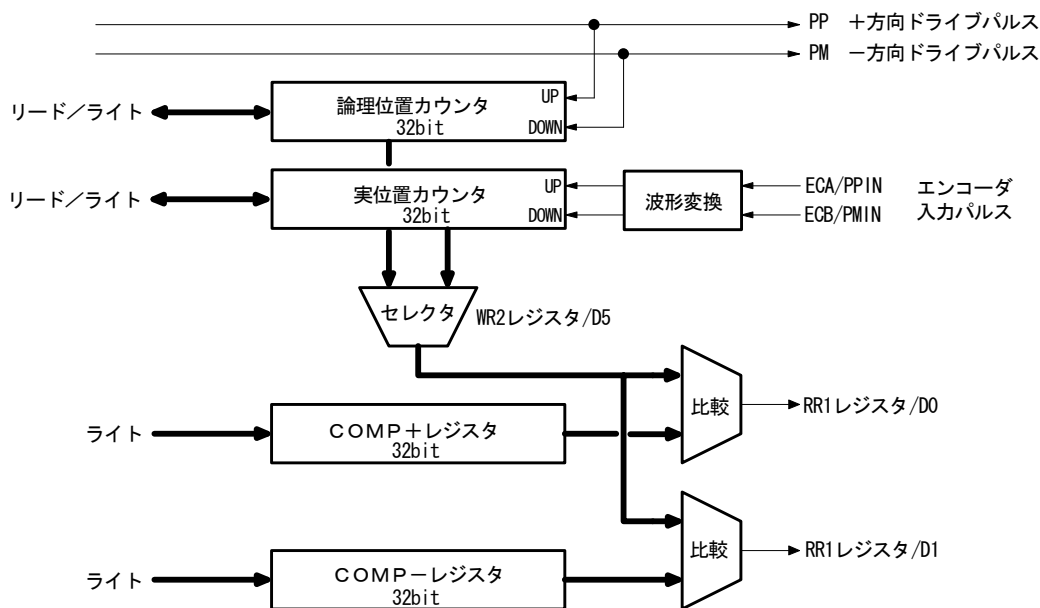 PP +方向ドライブパルス
PM -方向ドライブパルス
リード/ライト
論理位置カウンタ
32bit
UP
DOWN
リード/ライト
実位置カウンタ
32bit
UP
DOWN
波形変換
ECA/PPIN
ECB/PMIN
エンコーダ
入力パルス
セレクタ
WR2レジスタ/D5
比較
RR1レジスタ/D0
ライト
COMP+レジスタ
32bit
比較
RR1レジスタ/D1
ライト
COMP-レジスタ
32bit